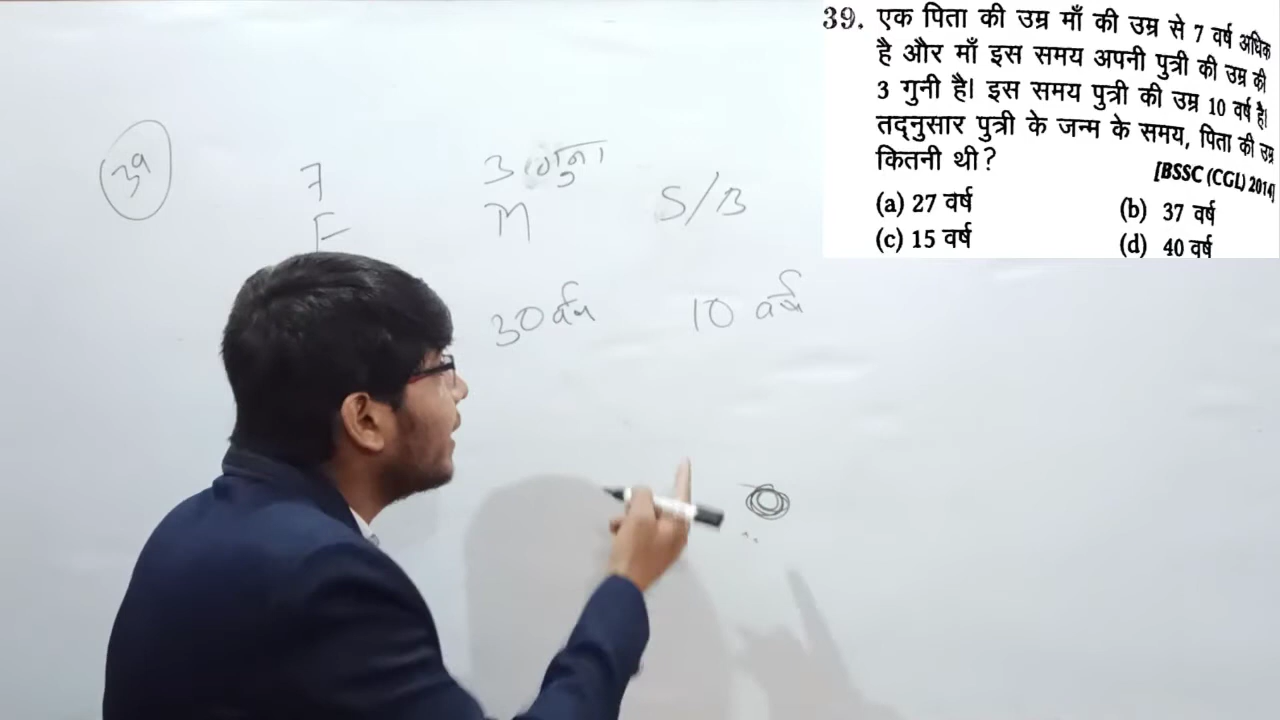 39. एक पिता की उम्र माँ की उम्र से 7 वर्ष अधिक
है और माँ इस समय अपनी पुत्री की उम्र की
3 गुनी है। इस समय पुत्री की उम्र 10 वर्ष है।
तद्नुसार पुत्री के जन्म के समय, पिता की उम्र
कितनी थी?
[BSSC (CGL) 2014]
(a) 27 वर्ष (b) 37 वर्ष
(c) 15 वर्ष (d) 40 वर्ष
39
7 3 गुना
F M S/B
30 वर्ष 10 वर्ष